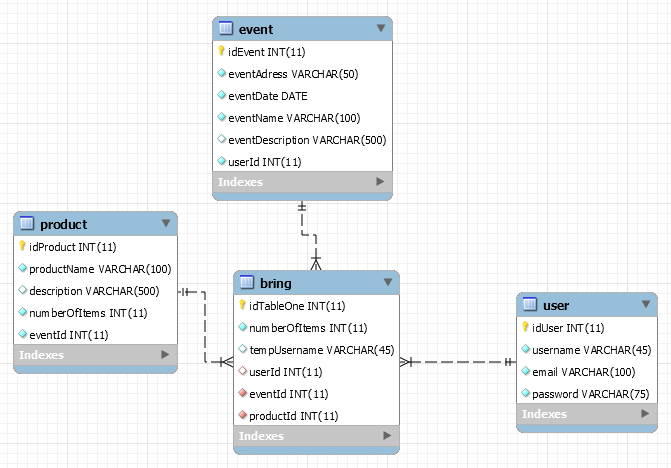 event
idEvent INT(11)
eventAdress VARCHAR(50)
eventDate DATE
eventName VARCHAR(100)
eventDescription VARCHAR(500)
userId INT(11)
Indexes
product
idProduct INT(11)
productName VARCHAR(100)
description VARCHAR(500)
numberOfItems INT(11)
eventId INT(11)
Indexes
bring
idTableOne INT(11)
numberOfItems INT(11)
tempUsername VARCHAR(45)
userId INT(11)
eventId INT(11)
productId INT(11)
Indexes
user
idUser INT(11)
username VARCHAR(45)
email VARCHAR(100)
password VARCHAR(75)
Indexes